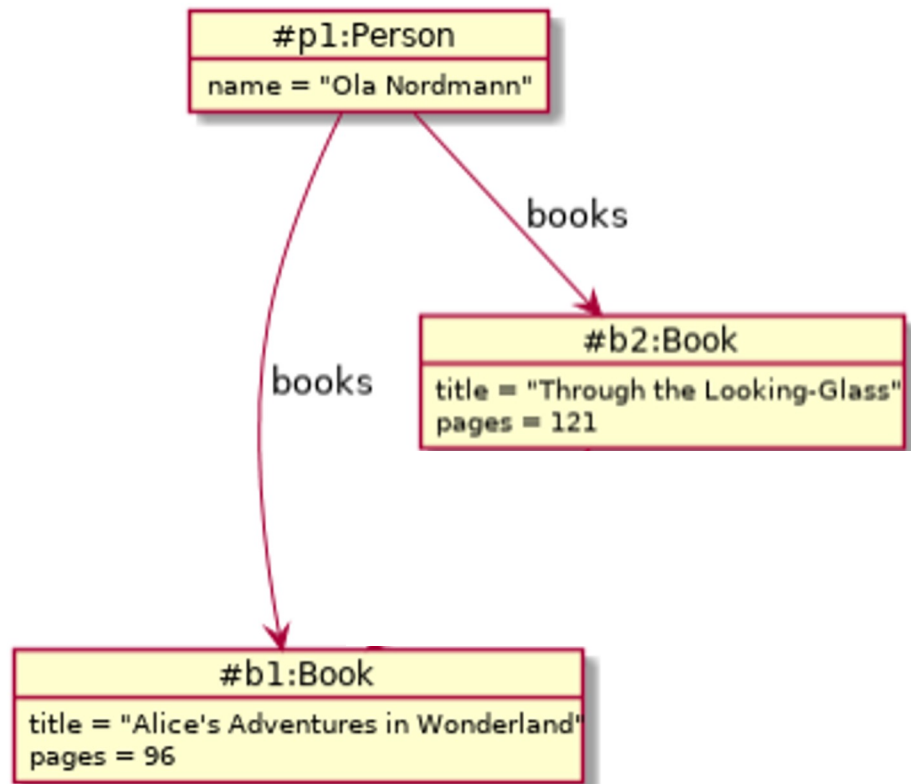 #p1:Person
name = "Ola Nordmann"
books
#b2:Book
title = "Through the Looking-Glass"
pages = 121
books
#b1:Book
title = "Alice's Adventures in Wonderland"
pages = 96